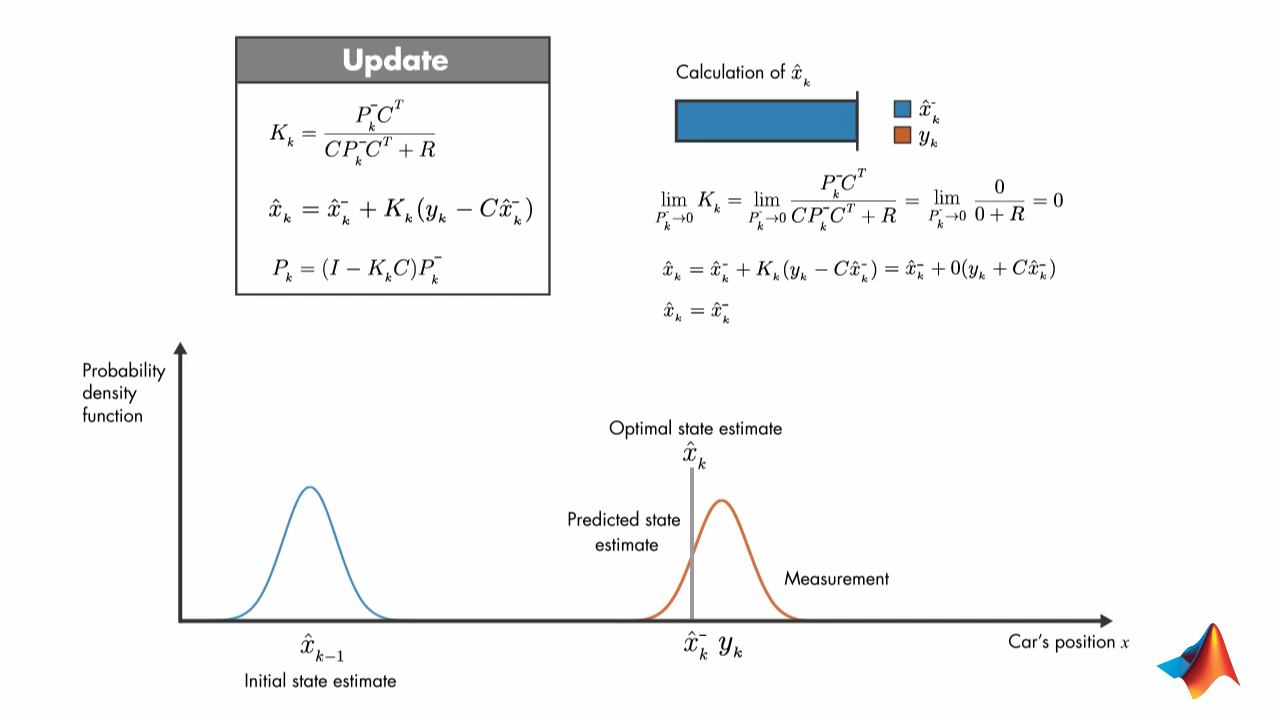 Update
K_k = P_k^- C^T / (C P_k^- C^T + R)
x̂_k = x̂_k^- + K_k (y_k − C x̂_k^-)
P_k = (I − K_k C) P_k^-
Calculation of x̂_k
x̂_k^-
y_k
lim_{P_k^-→0} K_k = lim_{P_k^-→0} P_k^- C^T / (C P_k^- C^T + R) = lim_{P_k^-→0} 0 / (0 + R) = 0
x̂_k = x̂_k^- + K_k (y_k − C x̂_k^-) = x̂_k^- + 0(y_k + C x̂_k^-)
x̂_k = x̂_k^-
Probability
density
function
Optimal state estimate
x̂_k
Predicted state
estimate
Measurement
x̂_{k−1}
x̂_k^- y_k
Car's position x
Initial state estimate